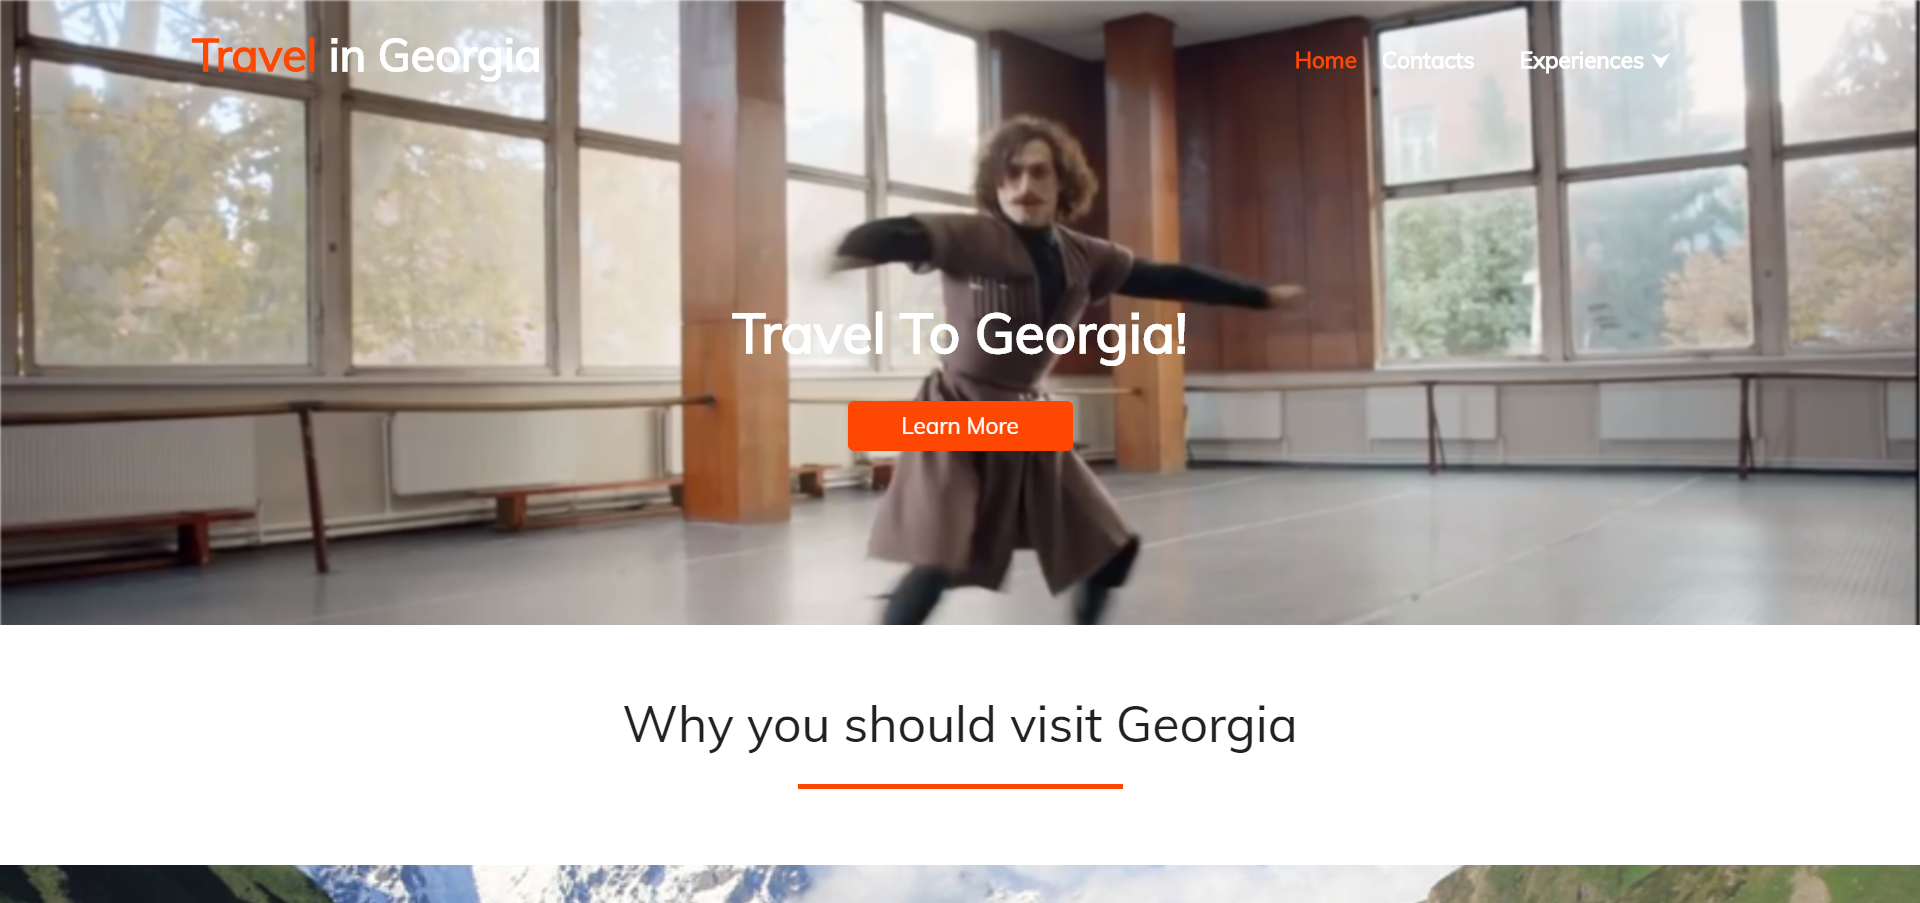 Travel in Georgia
Home Contacts Experiences
Travel To Georgia!
Learn More
Why you should visit Georgia